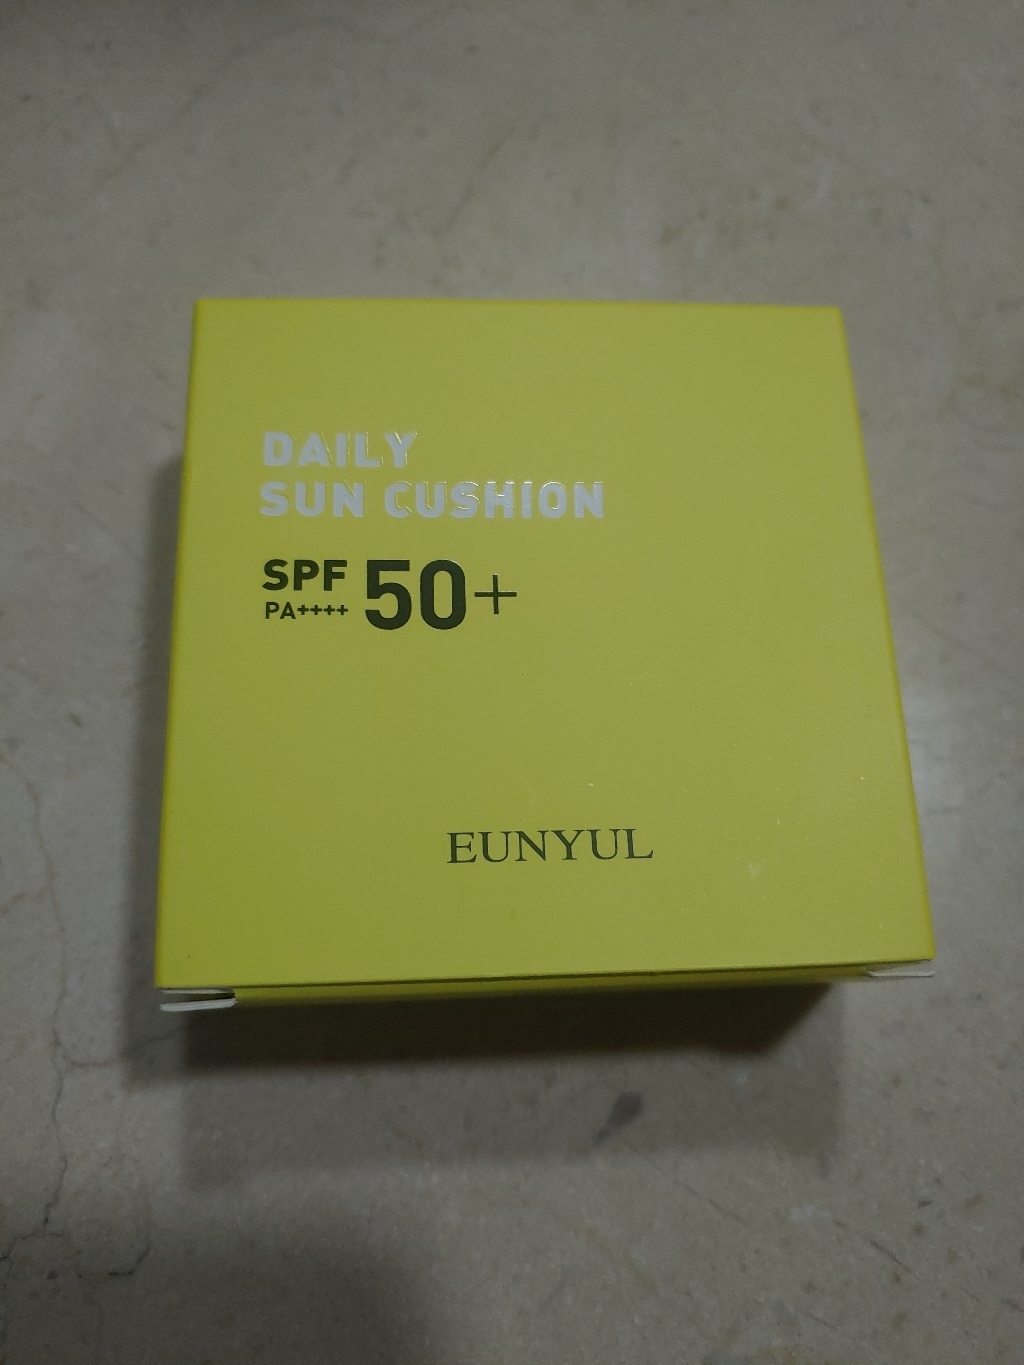 DAILY
SUN CUSHION
SPF 50+
PA++++
EUNYUL